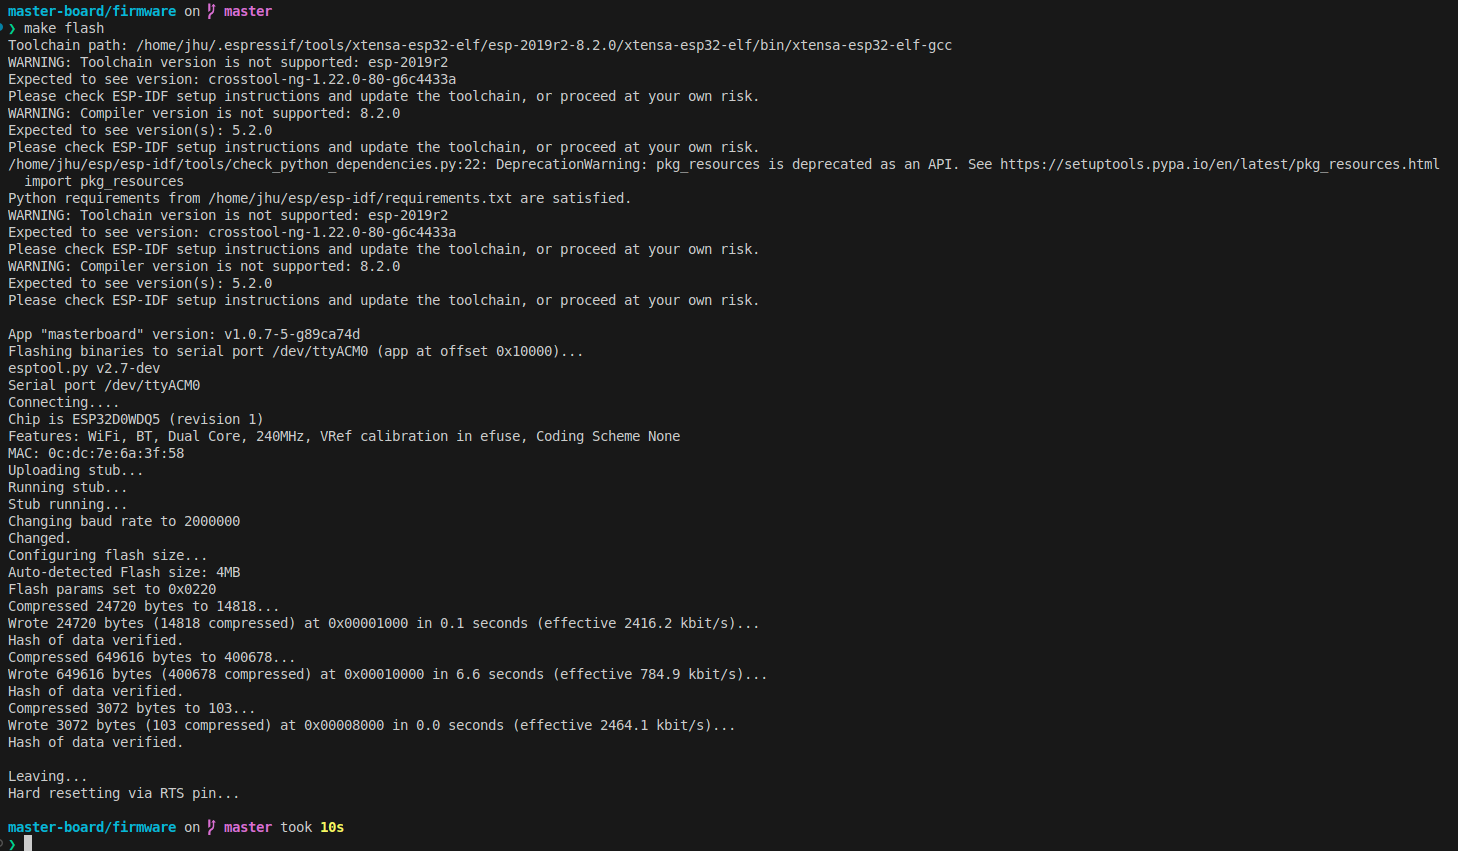 master-board/firmware on master
❯ make flash
Toolchain path: /home/jhu/.espressif/tools/xtensa-esp32-elf/esp-2019r2-8.2.0/xtensa-esp32-elf/bin/xtensa-esp32-elf-gcc
WARNING: Toolchain version is not supported: esp-2019r2
Expected to see version: crosstool-ng-1.22.0-80-g6c4433a
Please check ESP-IDF setup instructions and update the toolchain, or proceed at your own risk.
WARNING: Compiler version is not supported: 8.2.0
Expected to see version(s): 5.2.0
Please check ESP-IDF setup instructions and update the toolchain, or proceed at your own risk.
/home/jhu/esp/esp-idf/tools/check_python_dependencies.py:22: DeprecationWarning: pkg_resources is deprecated as an API. See https://setuptools.pypa.io/en/latest/pkg_resources.html
  import pkg_resources
Python requirements from /home/jhu/esp/esp-idf/requirements.txt are satisfied.
WARNING: Toolchain version is not supported: esp-2019r2
Expected to see version: crosstool-ng-1.22.0-80-g6c4433a
Please check ESP-IDF setup instructions and update the toolchain, or proceed at your own risk.
WARNING: Compiler version is not supported: 8.2.0
Expected to see version(s): 5.2.0
Please check ESP-IDF setup instructions and update the toolchain, or proceed at your own risk.
App "masterboard" version: v1.0.7-5-g89ca74d
Flashing binaries to serial port /dev/ttyACM0 (app at offset 0x10000)...
esptool.py v2.7-dev
Serial port /dev/ttyACM0
Connecting....
Chip is ESP32D0WDQ5 (revision 1)
Features: WiFi, BT, Dual Core, 240MHz, VRef calibration in efuse, Coding Scheme None
MAC: 0c:dc:7e:6a:3f:58
Uploading stub...
Running stub...
Stub running...
Changing baud rate to 2000000
Changed.
Configuring flash size...
Auto-detected Flash size: 4MB
Flash params set to 0x0220
Compressed 24720 bytes to 14818...
Wrote 24720 bytes (14818 compressed) at 0x00001000 in 0.1 seconds (effective 2416.2 kbit/s)...
Hash of data verified.
Compressed 649616 bytes to 400678...
Wrote 649616 bytes (400678 compressed) at 0x00010000 in 6.6 seconds (effective 784.9 kbit/s)...
Hash of data verified.
Compressed 3072 bytes to 103...
Wrote 3072 bytes (103 compressed) at 0x00008000 in 0.0 seconds (effective 2464.1 kbit/s)...
Hash of data verified.
Leaving...
Hard resetting via RTS pin...
master-board/firmware on master took 10s
❯